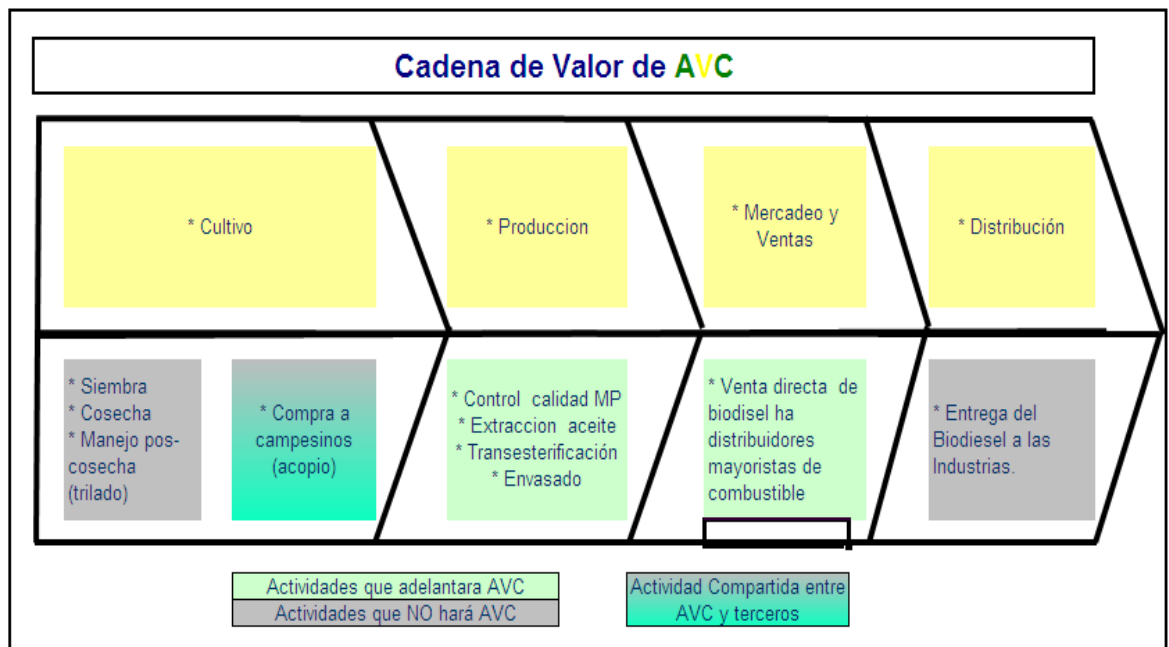 Cadena de Valor de AVC
* Cultivo
* Produccion
* Mercadeo y
Ventas
* Distribución
* Siembra
* Cosecha
* Manejo pos-
cosecha
(trilado)
* Compra a
campesinos
(acopio)
* Control calidad MP
* Extraccion aceite
* Transesterificación
* Envasado
* Venta directa de
biodisel ha
distribuidores
mayoristas de
combustible
* Entrega del
Biodiesel a las
Industrias.
Actividades que adelantara AVC
Actividades que NO hará AVC
Actividad Compartida entre
AVC y terceros